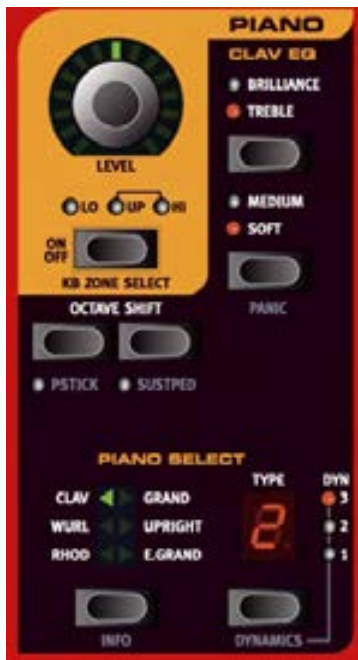 PIANO
CLAV EQ
BRILLIANCE
TREBLE
LEVEL
MEDIUM
SOFT
LO UP HI
ON
OFF
KB ZONE SELECT
PANIC
OCTAVE SHIFT
PSTICK SUSTPED
PIANO SELECT
TYPE DYN
CLAV GRAND 3
WURL UPRIGHT 2 2
RHOD E.GRAND 1
INFO DYNAMICS